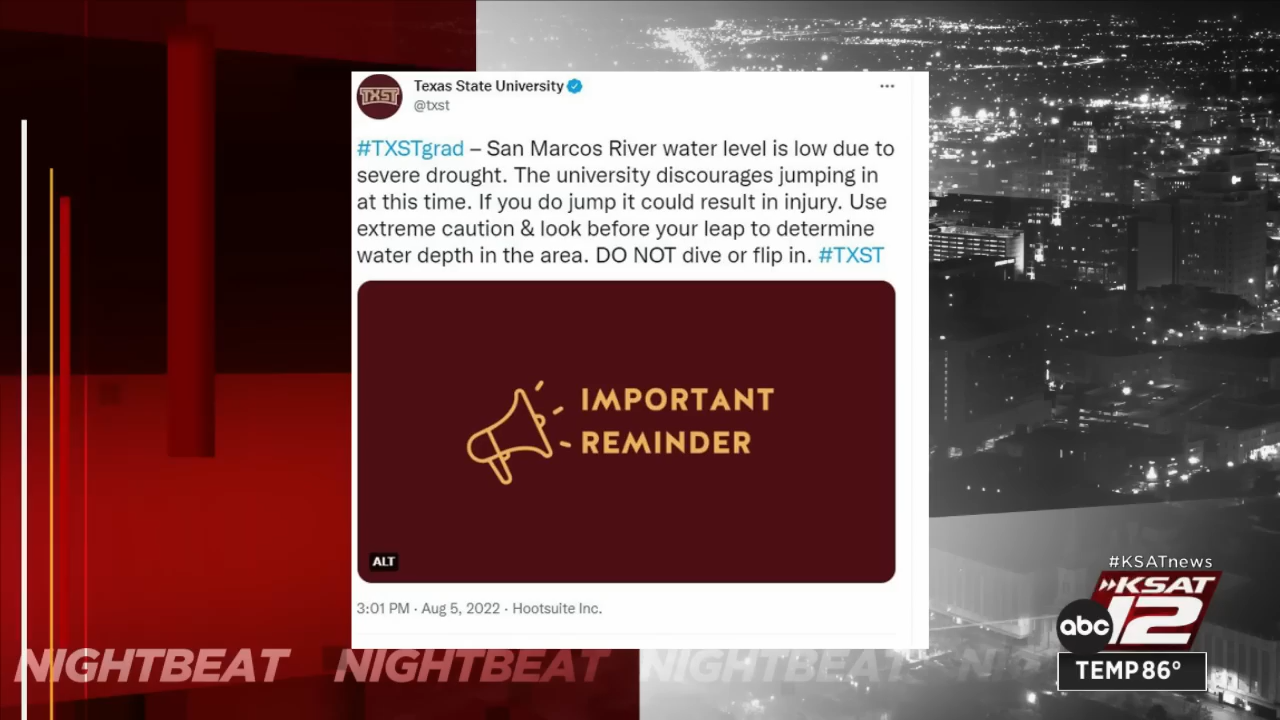 TXST
Texas State University
@txst
#TXSTgrad – San Marcos River water level is low due to
severe drought. The university discourages jumping in
at this time. If you do jump it could result in injury. Use
extreme caution & look before your leap to determine
water depth in the area. DO NOT dive or flip in. #TXST
IMPORTANT
REMINDER
ALT
3:01 PM · Aug 5, 2022 · Hootsuite Inc.
#KSATnews
KSAT
abc 12
TEMP 86°
NIGHTBEAT NIGHTBEAT NIGHTBEAT